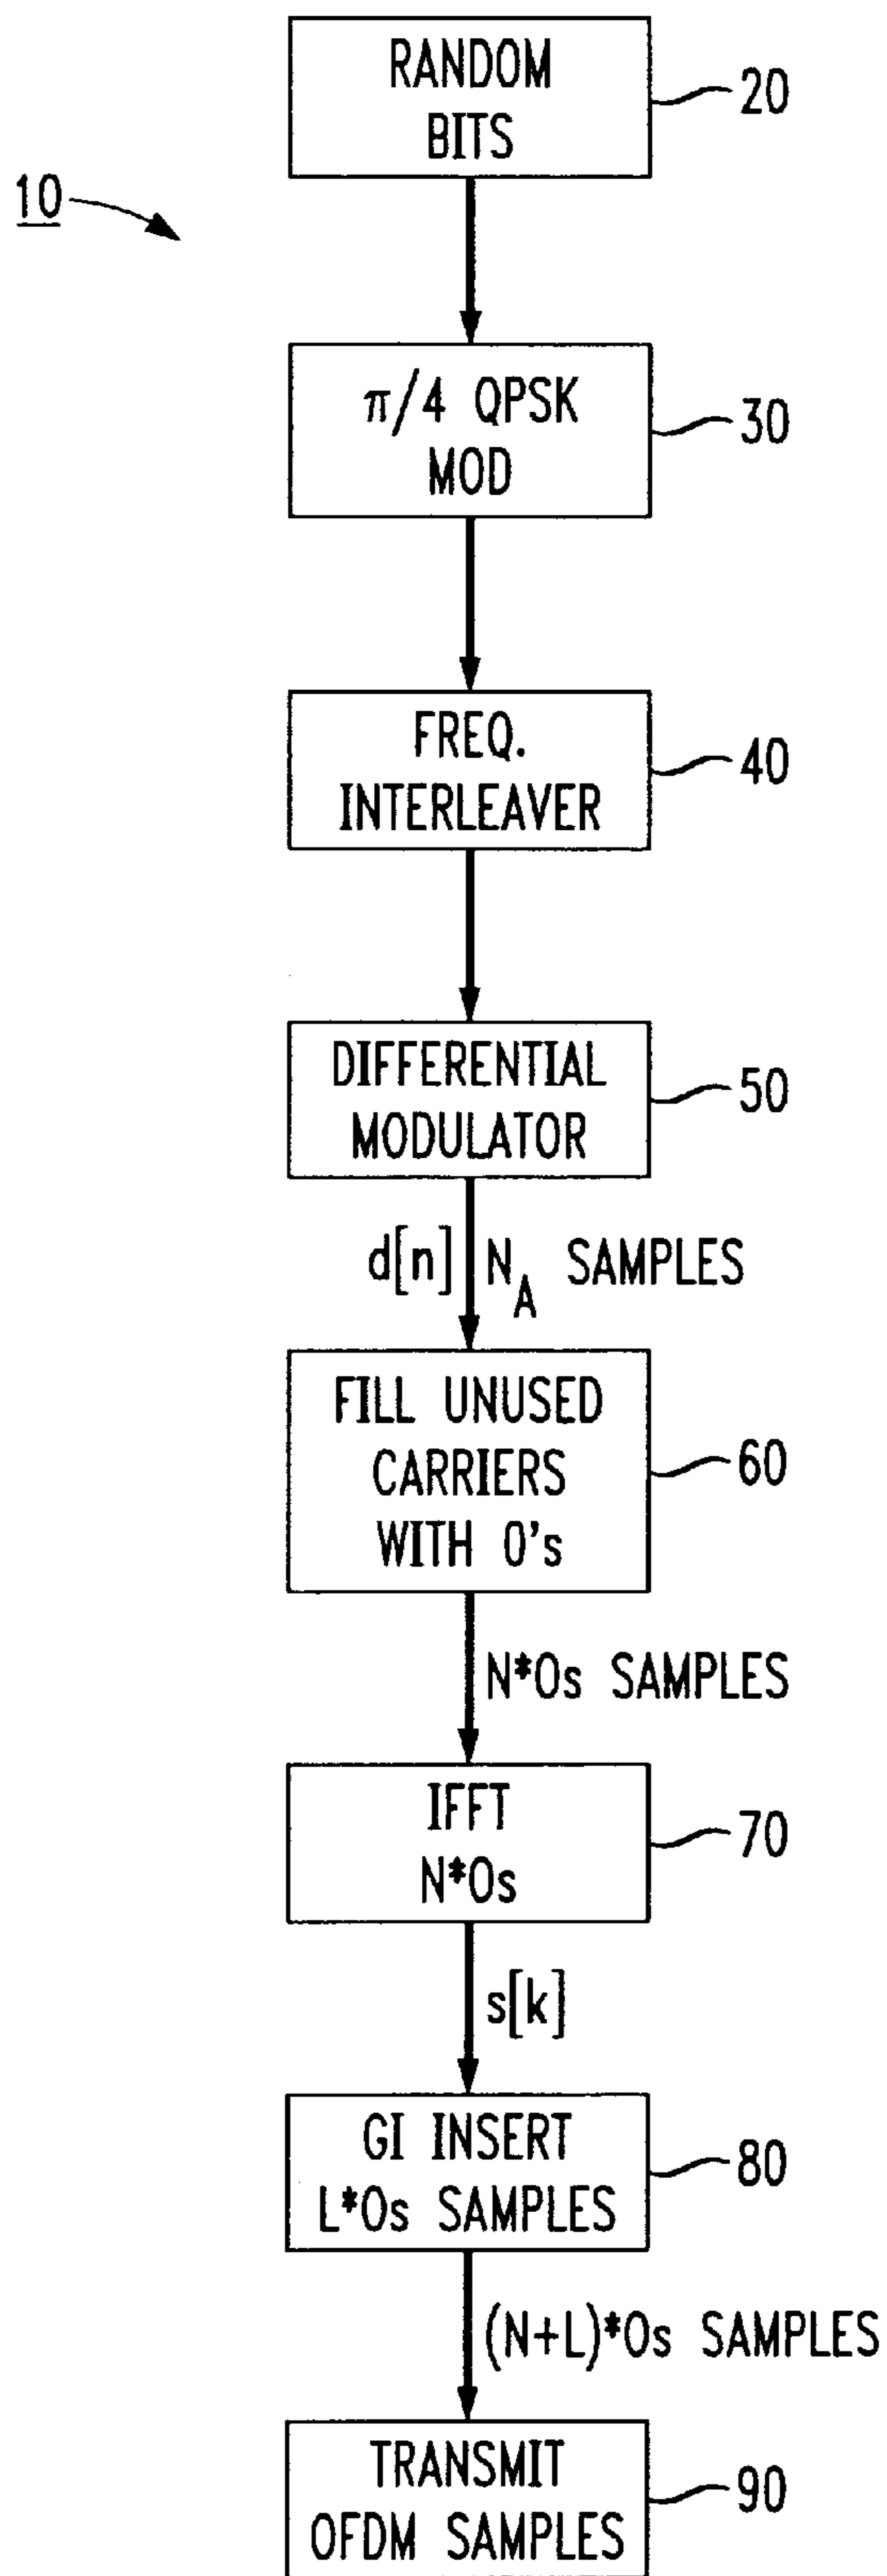 RANDOM
BITS
20
10
π/4 QPSK
MOD
30
FREQ.
INTERLEAVER
40
DIFFERENTIAL
MODULATOR
50
d[n] N_A SAMPLES
FILL UNUSED
CARRIERS
WITH 0's
60
N*Os SAMPLES
IFFT
N*Os
70
s[k]
GI INSERT
L*Os SAMPLES
80
(N+L)*Os SAMPLES
TRANSMIT
OFDM SAMPLES
90